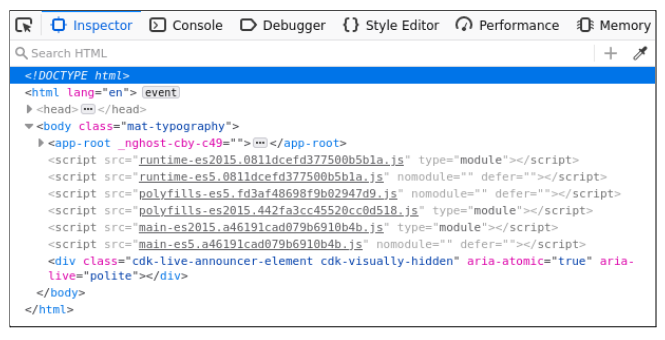 Inspector Console Debugger {} Style Editor Performance Memory
Search HTML +
<!DOCTYPE html>
<html lang="en"> event
<head> ⋯ </head>
<body class="mat-typography">
<app-root _nghost-cby-c49=""> ⋯ </app-root>
<script src="runtime-es2015.0811dcefd377500b5b1a.js" type="module"></script>
<script src="runtime-es5.0811dcefd377500b5b1a.js" nomodule="" defer=""></script>
<script src="polyfills-es5.fd3af48698f9b02947d9.js" nomodule="" defer=""></script>
<script src="polyfills-es2015.442fa3cc45520cc0d518.js" type="module"></script>
<script src="main-es2015.a46191cad079b6910b4b.js" type="module"></script>
<script src="main-es5.a46191cad079b6910b4b.js" nomodule="" defer=""></script>
<div class="cdk-live-announcer-element cdk-visually-hidden" aria-atomic="true" aria-
live="polite"></div>
</body>
</html>